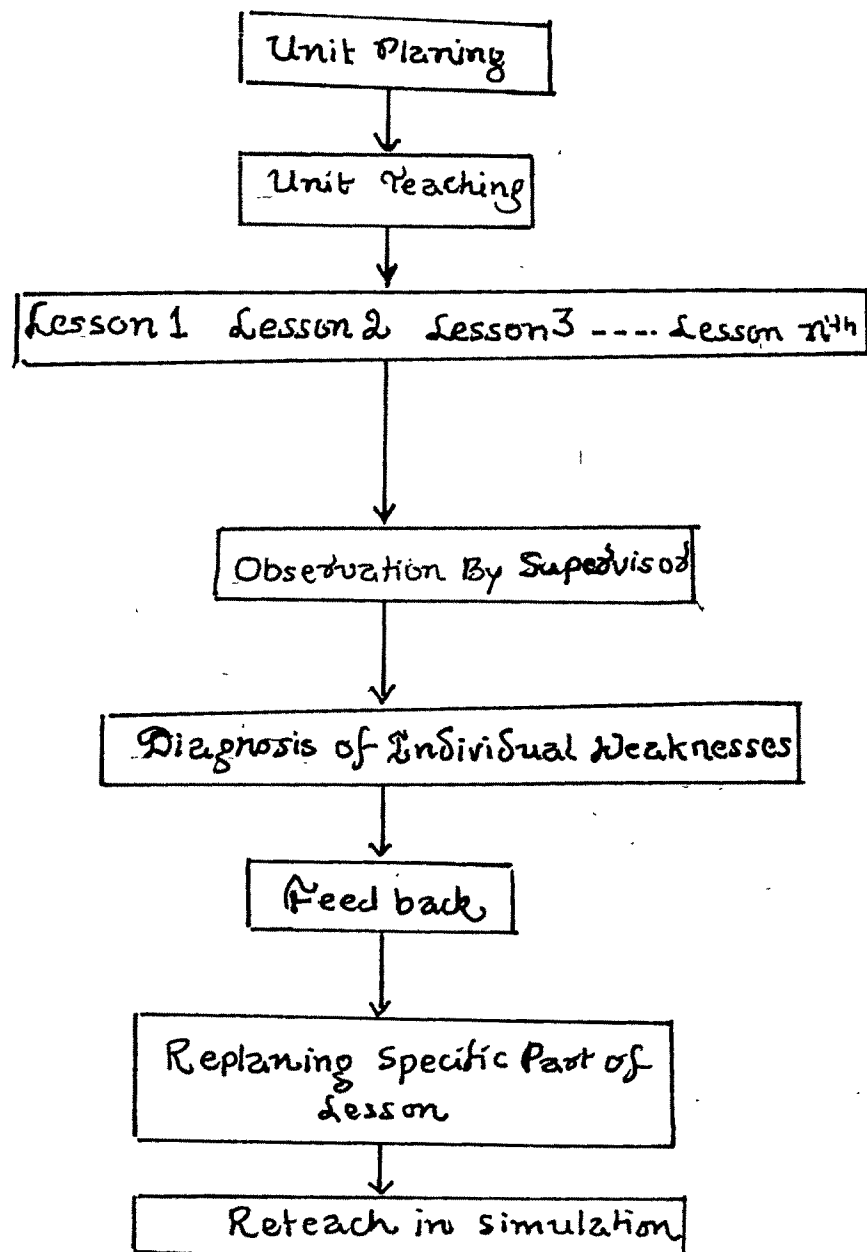 Unit Planing
Unit Teaching
Lesson 1 Lesson 2 Lesson 3 ---- Lesson nth
Observation By Supervisor
Diagnosis of Individual Weaknesses
Feed back
Replaning Specific Part of
Lesson
Reteach in simulation